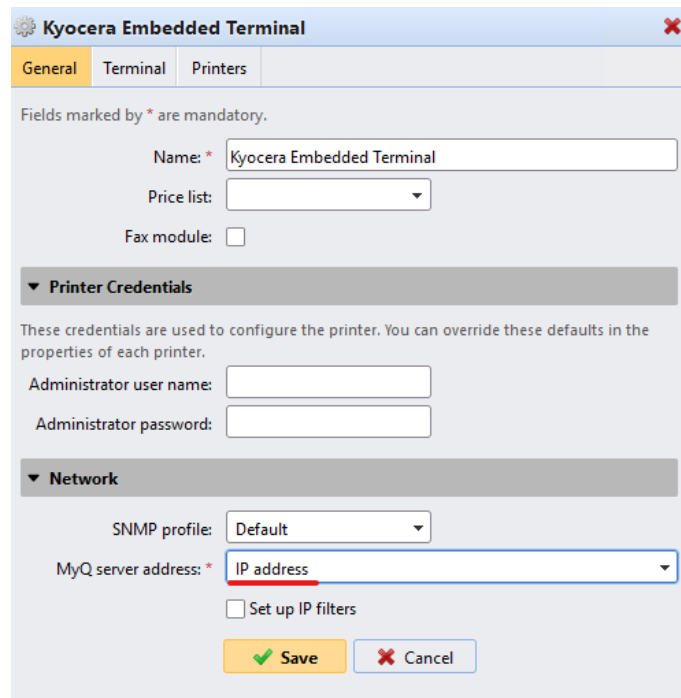 Kyocera Embedded Terminal
General Terminal Printers
Fields marked by * are mandatory.
Name: * Kyocera Embedded Terminal
Price list:
Fax module:
Printer Credentials
These credentials are used to configure the printer. You can override these defaults in the
properties of each printer.
Administrator user name:
Administrator password:
Network
SNMP profile: Default
MyQ server address: * IP address
Set up IP filters
Save Cancel